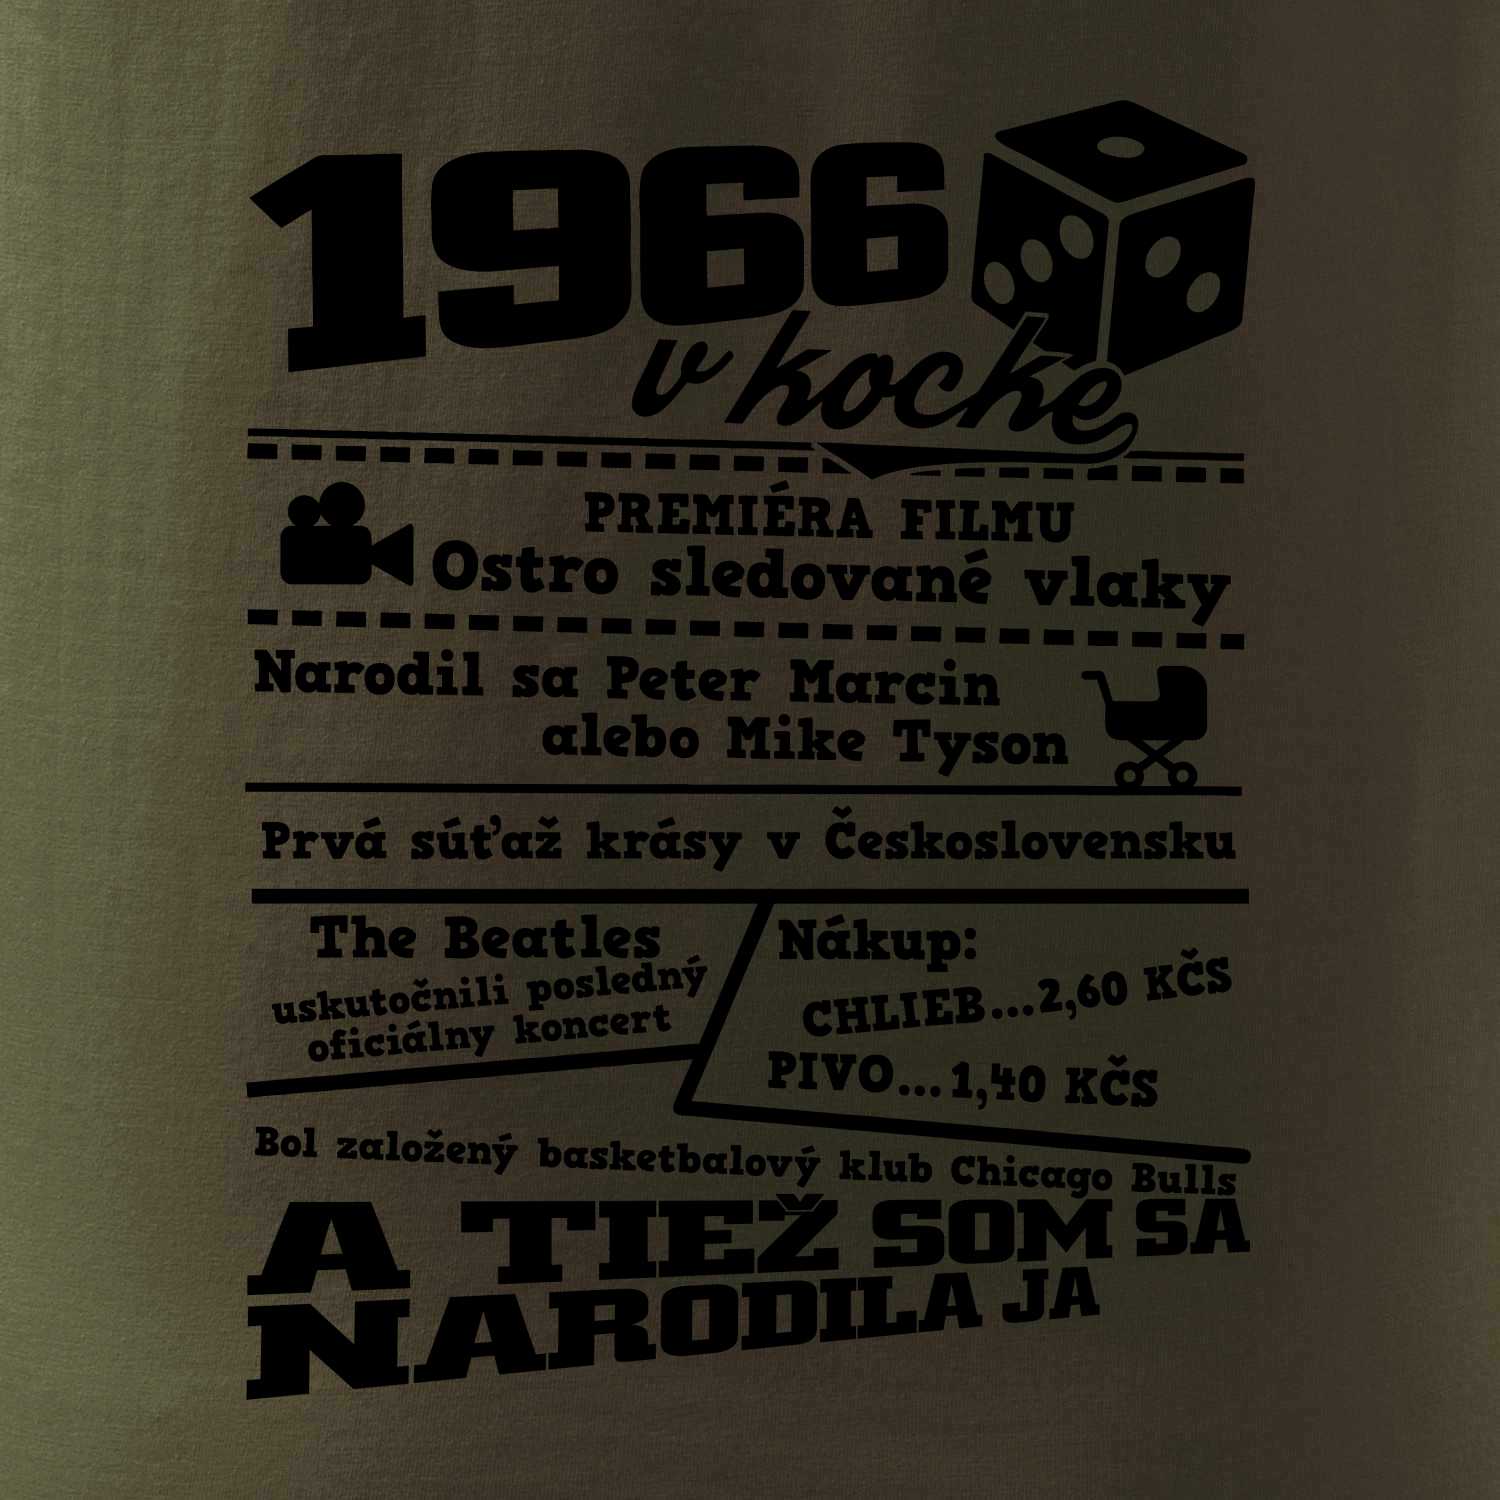 1966
v kocke
PREMIÉRA FILMU
Ostro sledované vlaky
Narodil sa Peter Marcin
alebo Mike Tyson
Prvá súťaž krásy v Československu
The Beatles
uskutočnili posledný
oficiálny koncert
Nákup:
CHLIEB...2,60 KČS
PIVO...1,40 KČS
Bol založený basketbalový klub Chicago Bulls
A TIEŽ SOM SA
NARODILA JA